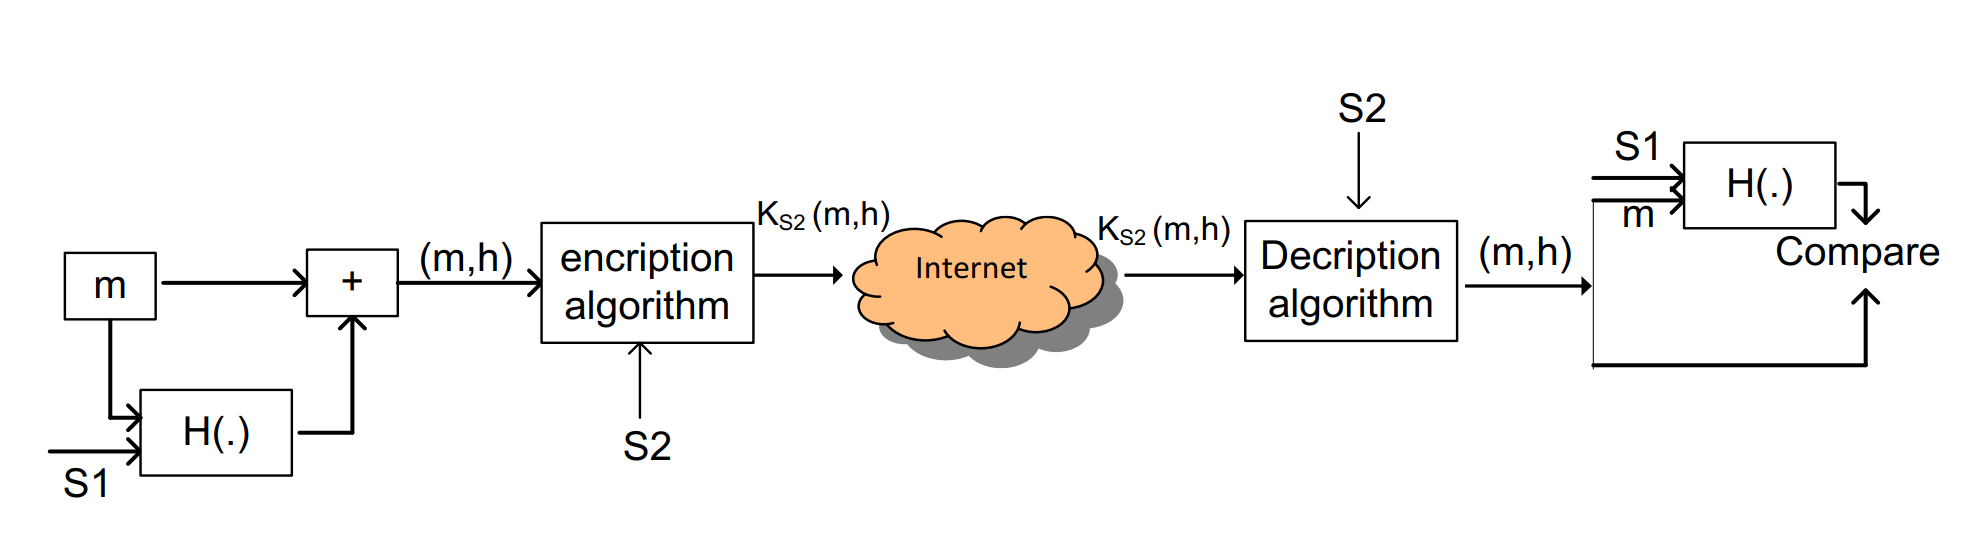 m
S1
H(.)
+
(m,h)
encription
algorithm
S2
KS2 (m,h)
Internet
KS2 (m,h)
S2
Decription
algorithm
(m,h)
S1
m
H(.)
Compare